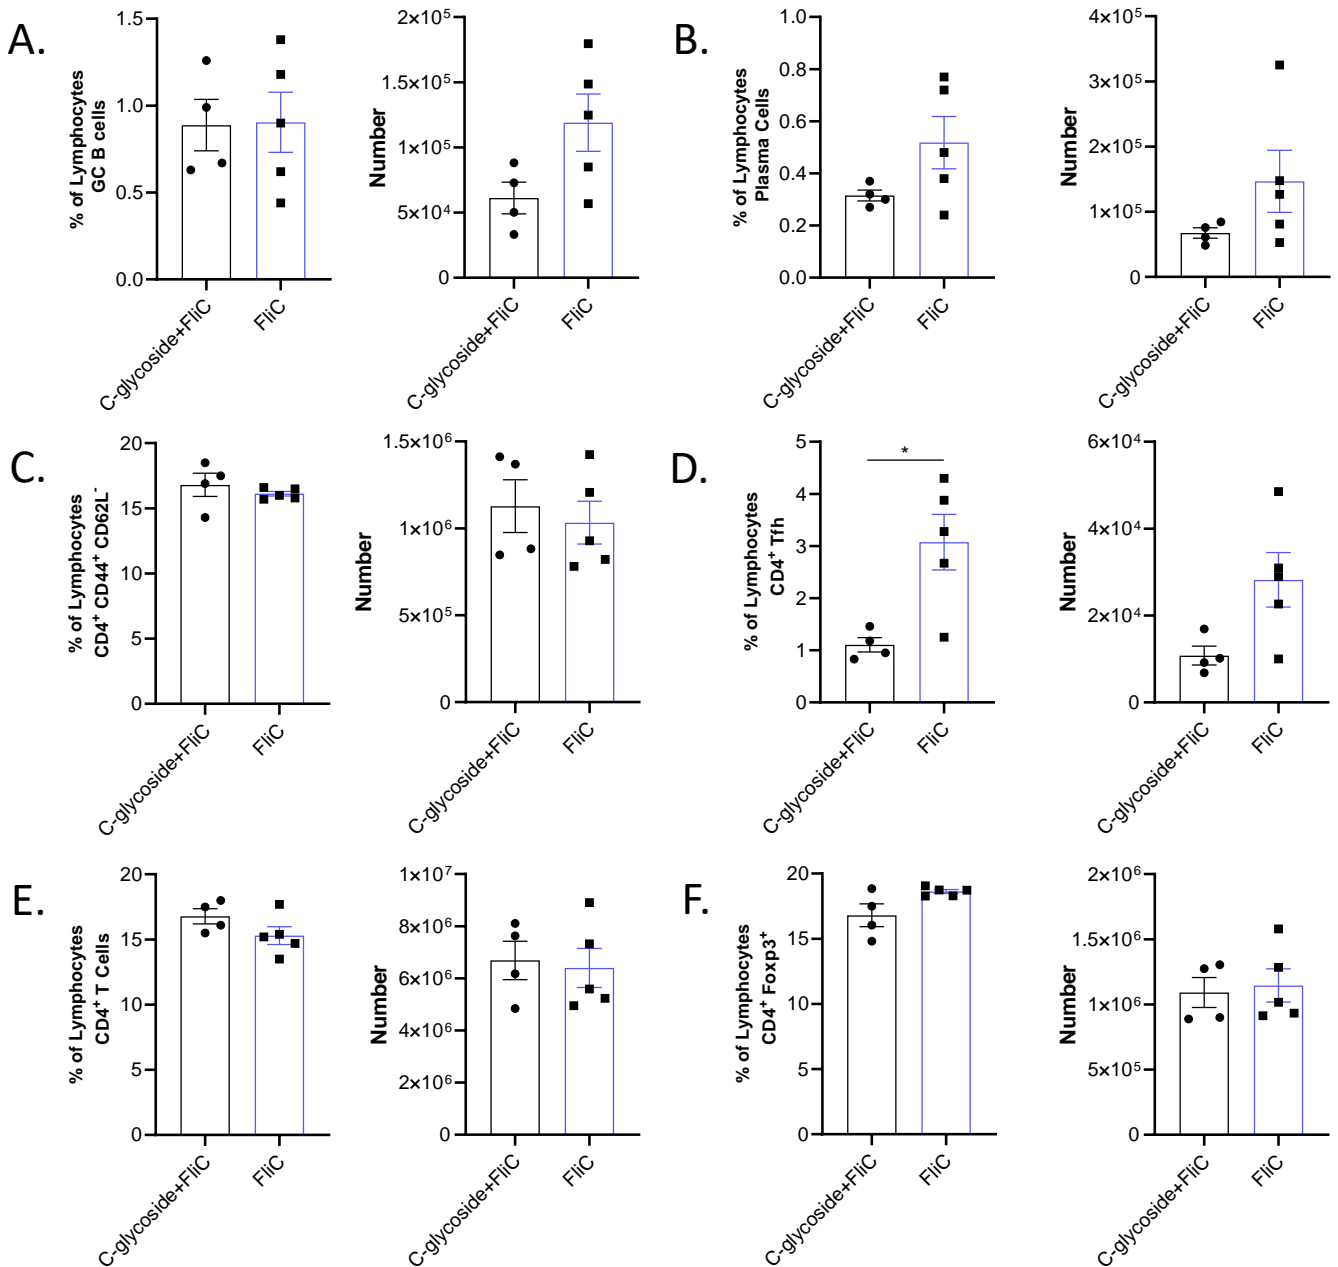 A.
% of Lymphocytes
GC B cells
1.5
1.0
0.5
0.0
C-glycoside+FliC
FliC
Number
2×10⁵
1.5×10⁵
1×10⁵
5×10⁴
0
C-glycoside+FliC
FliC
B.
% of Lymphocytes
Plasma Cells
1.0
0.8
0.6
0.4
0.2
0.0
C-glycoside+FliC
FliC
Number
4×10⁵
3×10⁵
2×10⁵
1×10⁵
0
C-glycoside+FliC
FliC
C.
% of Lymphocytes
CD4⁺ CD44⁺ CD62L⁻
20
15
10
5
0
C-glycoside+FliC
FliC
Number
1.5×10⁶
1×10⁶
5×10⁵
0
C-glycoside+FliC
FliC
D.
% of Lymphocytes
CD4⁺ Tfh
5
4
3
2
1
0
*
C-glycoside+FliC
FliC
Number
6×10⁴
4×10⁴
2×10⁴
0
C-glycoside+FliC
FliC
E.
% of Lymphocytes
CD4⁺ T Cells
20
15
10
5
0
C-glycoside+FliC
FliC
Number
1×10⁷
8×10⁶
6×10⁶
4×10⁶
2×10⁶
0
C-glycoside+FliC
FliC
F.
% of Lymphocytes
CD4⁺ Foxp3⁺
20
15
10
5
0
C-glycoside+FliC
FliC
Number
2×10⁶
1×10⁶
1×10⁶
5×10⁵
0
C-glycoside+FliC
FliC